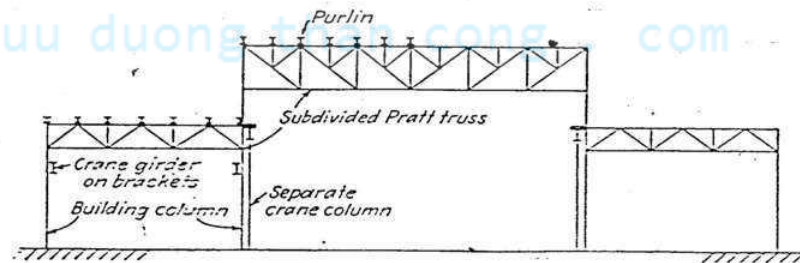 Purlin
uu duong than cong . com
Subdivided Pratt truss
Crane girder
on brackets
Separate
crane column
Building column